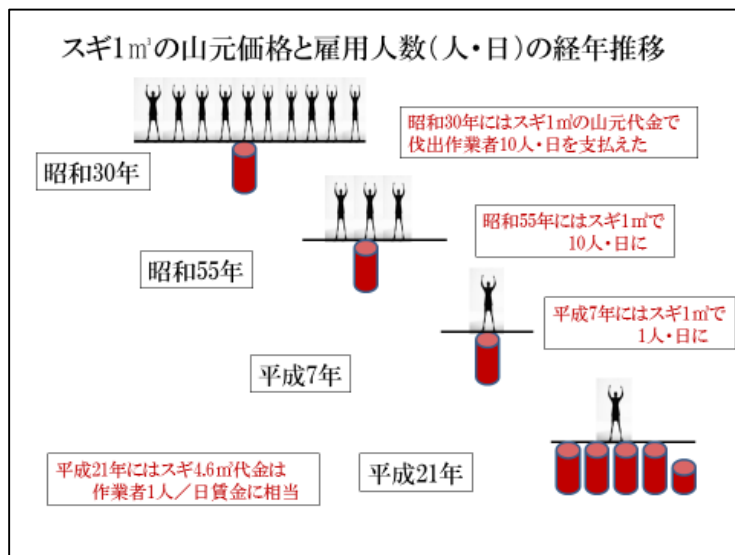 スギ1㎥の山元価格と雇用人数(人・日)の経年推移
昭和30年にはスギ1㎥の山元代金で
伐出作業者10人・日を支払えた
昭和30年
昭和55年にはスギ1㎥で
10人・日に
昭和55年
平成7年にはスギ1㎥で
1人・日に
平成7年
平成21年にはスギ4.6㎥代金は
作業者1人/日賃金に相当
平成21年